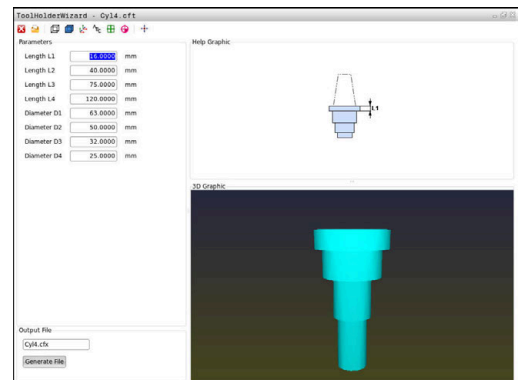 ToolHolderWizard - Cyl4.cft
Parameters
Length L1 16.0000 mm
Length L2 40.0000 mm
Length L3 75.0000 mm
Length L4 120.0000 mm
Diameter D1 63.0000 mm
Diameter D2 50.0000 mm
Diameter D3 32.0000 mm
Diameter D4 25.0000 mm
Output File
Cyl4.cfx
Generate File
Help Graphic
L1
3D Graphic